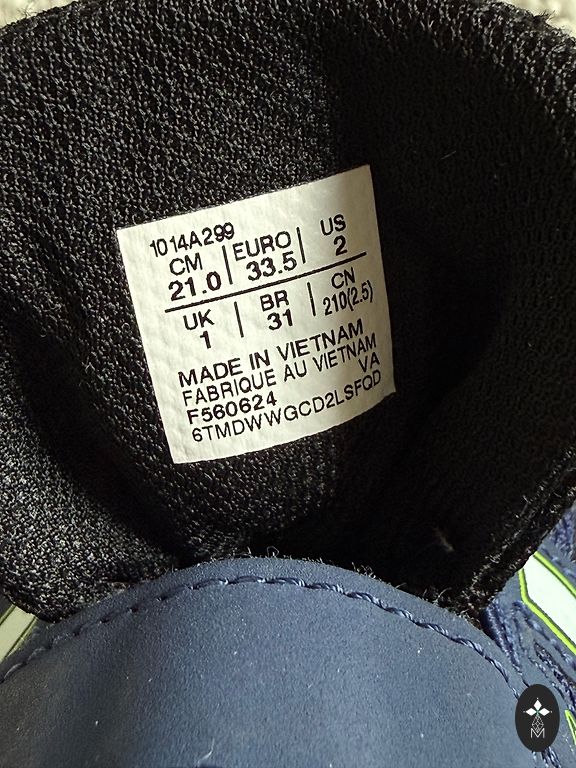 1014A299
CM | EURO | US
21.0 | 33.5 | 2
UK | BR | CN
1 | 31 | 210(2.5)
MADE IN VIETNAM
FABRIQUE AU VIETNAM
F560624 VA
6TMDWWGCD2LSFQD
M